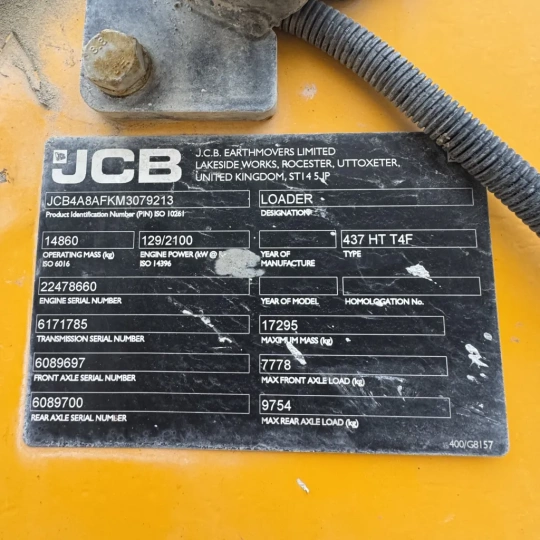 JCB
J.C.B. EARTHMOVERS LIMITED
LAKESIDE WORKS, ROCESTER, UTTOXETER,
UNITED KINGDOM, ST14 5JP
JCB4A8AFKM3079213
Product Identification Number (PIN) ISO 10261
LOADER
DESIGNATION
14860
OPERATING MASS (kg)
ISO 6016
129/2100
ENGINE POWER (kW @
ISO 14396
YEAR OF
MANUFACTURE
437 HT T4F
TYPE
22478660
ENGINE SERIAL NUMBER
YEAR OF MODEL
HOMOLOGATION No.
6171785
TRANSMISSION SERIAL NUMBER
17295
MAXIMUM MASS (kg)
6089697
FRONT AXLE SERIAL NUMBER
7778
MAX FRONT AXLE LOAD (kg)
6089700
REAR AXLE SERIAL NUMBER
9754
MAX REAR AXLE LOAD (kg)
400/G8157